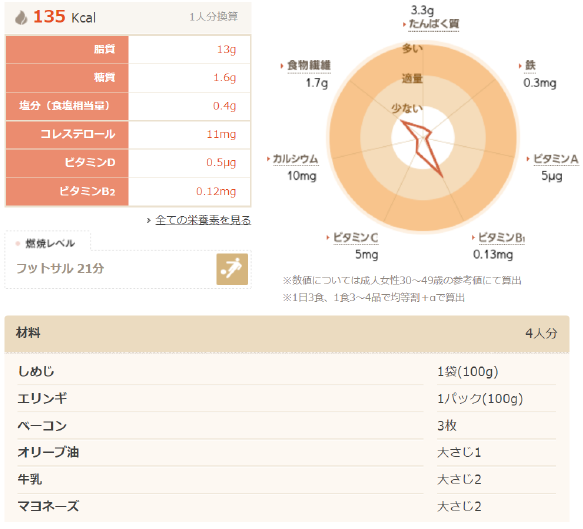 135 Kcal 1人分換算
脂質 13g
糖質 1.6g
塩分（食塩相当量） 0.4g
コレステロール 11mg
ビタミンD 0.5μg
ビタミンB2 0.12mg
全ての栄養素を見る
燃焼レベル
フットサル 21分
3.3g
たんぱく質
多い
適量
少ない
鉄
0.3mg
ビタミンA
5μg
ビタミンB1
0.13mg
ビタミンC
5mg
カルシウム
10mg
食物繊維
1.7g
※数値については成人女性30～49歳の参考値にて算出
※1日3食、1食3～4品で均等割＋αで算出
材料 4人分
しめじ 1袋(100g)
エリンギ 1パック(100g)
ベーコン 3枚
オリーブ油 大さじ1
牛乳 大さじ2
マヨネーズ 大さじ2